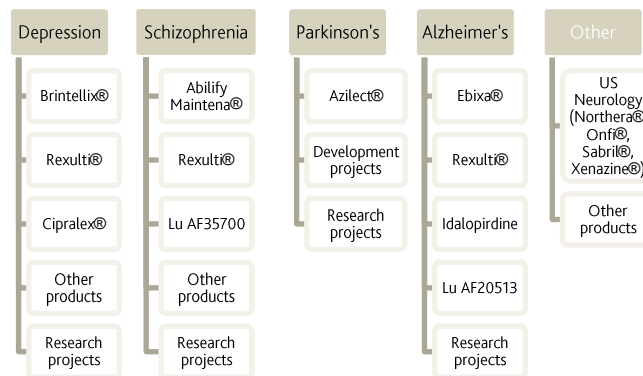 Depression
Brintellix®
Rexulti®
Cipralex®
Other
products
Research
projects
Schizophrenia
Abilify
Maintena®
Rexulti®
Lu AF35700
Other
products
Research
projects
Parkinson's
Azilect®
Development
projects
Research
projects
Alzheimer's
Ebixa®
Rexulti®
Idalopirdine
Lu AF20513
Research
projects
Other
US
Neurology
(Northera®
Onfi®,
Sabril®,
Xenazine®)
Other
products